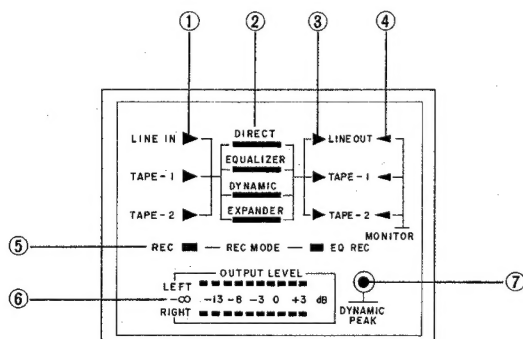 ① ② ③ ④
DIRECT
LINE IN LINE OUT
EQUALIZER
TAPE-1 TAPE-1
DYNAMIC
TAPE-2 EXPANDER TAPE-2
MONITOR
⑤ REC REC MODE EQ REC
OUTPUT LEVEL
LEFT
⑥ -∞ -13 -8 -3 0 +3 dB ⑦
RIGHT
DYNAMIC
PEAK